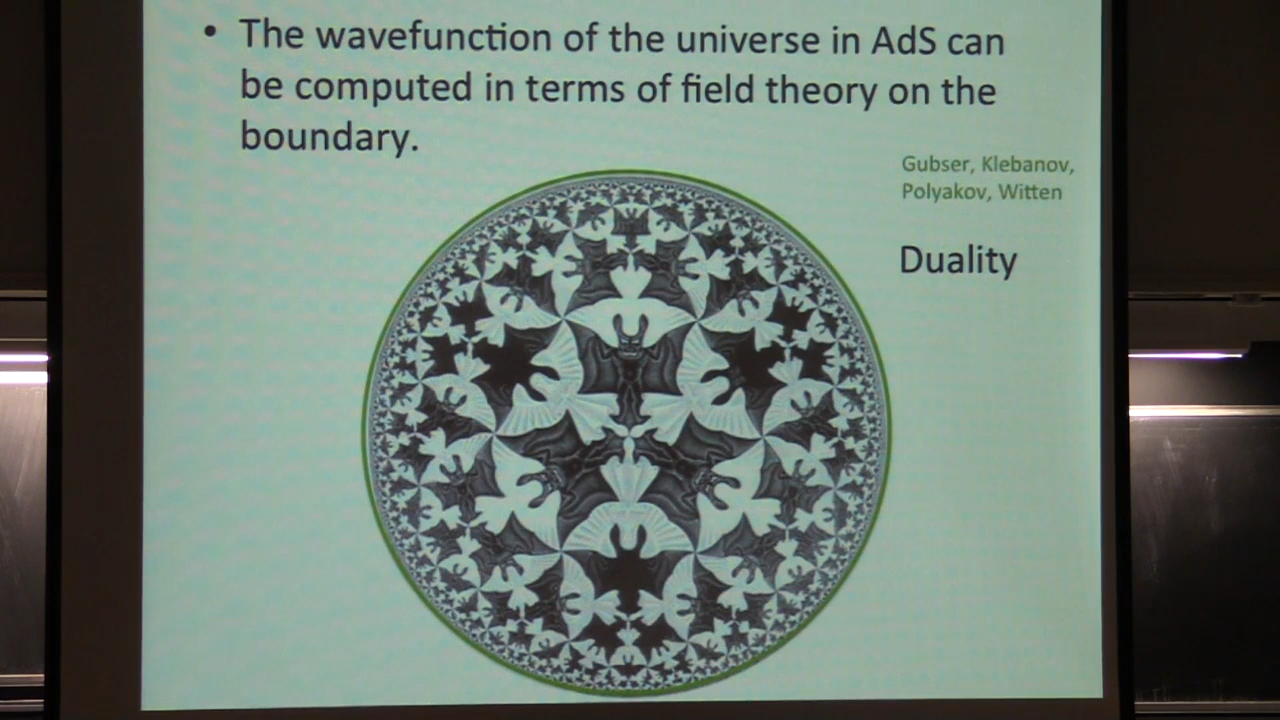 • The wavefunction of the universe in AdS can
be computed in terms of field theory on the
boundary.
Gubser, Klebanov,
Polyakov, Witten
Duality